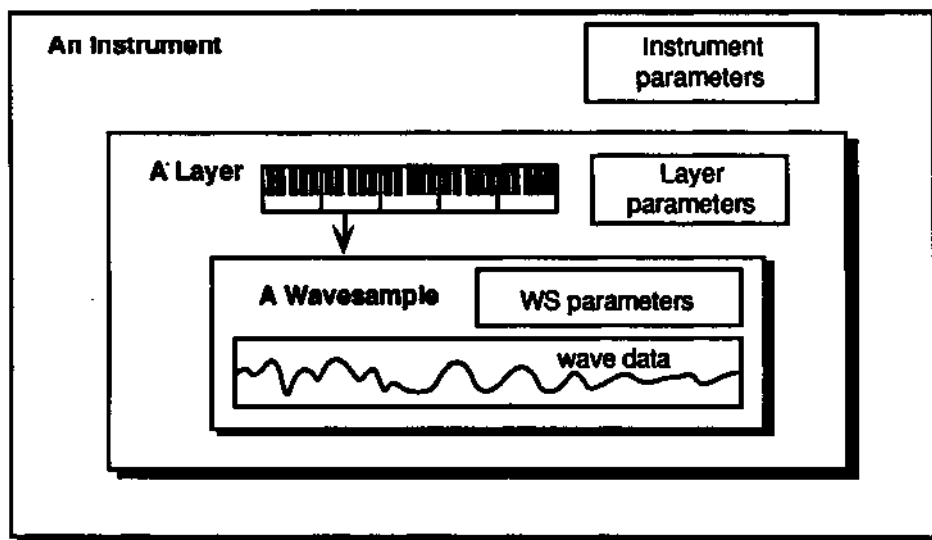 An Instrument
Instrument
parameters
A Layer
Layer
parameters
A Wavesample
WS parameters
wave data